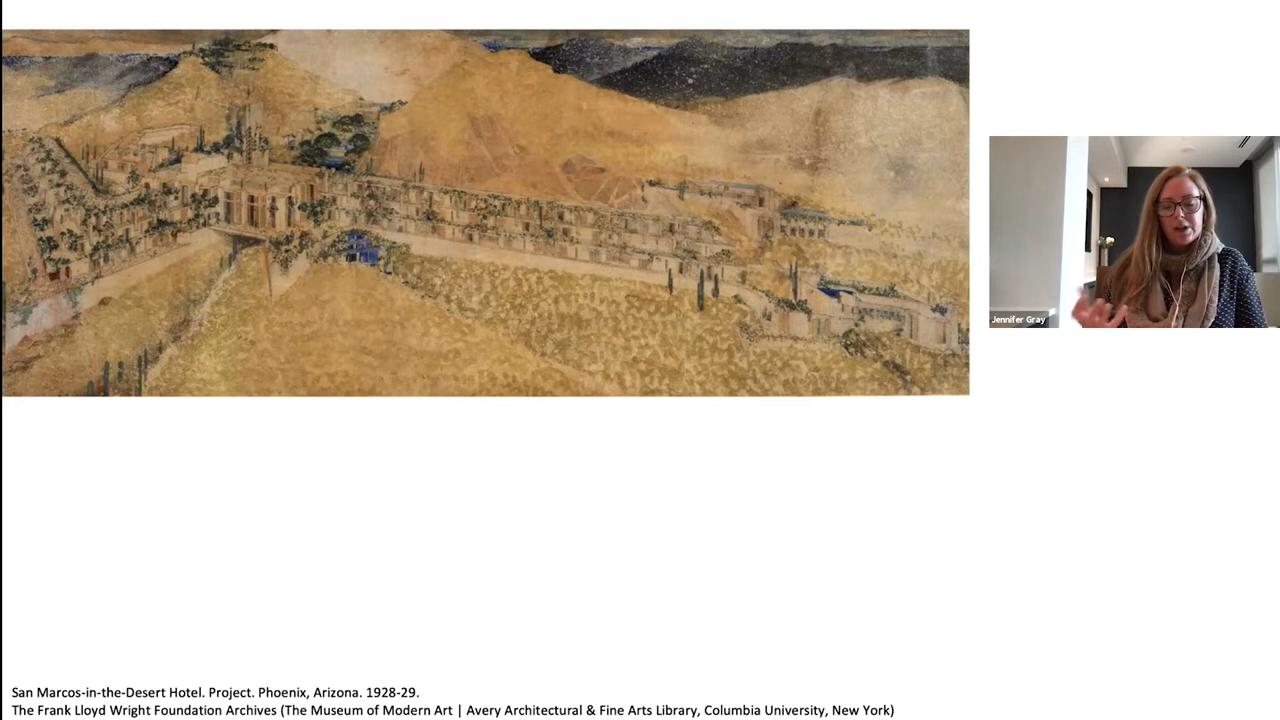 Jennifer Gray
San Marcos-in-the-Desert Hotel. Project. Phoenix, Arizona. 1928-29.
The Frank Lloyd Wright Foundation Archives (The Museum of Modern Art | Avery Architectural & Fine Arts Library, Columbia University, New York)